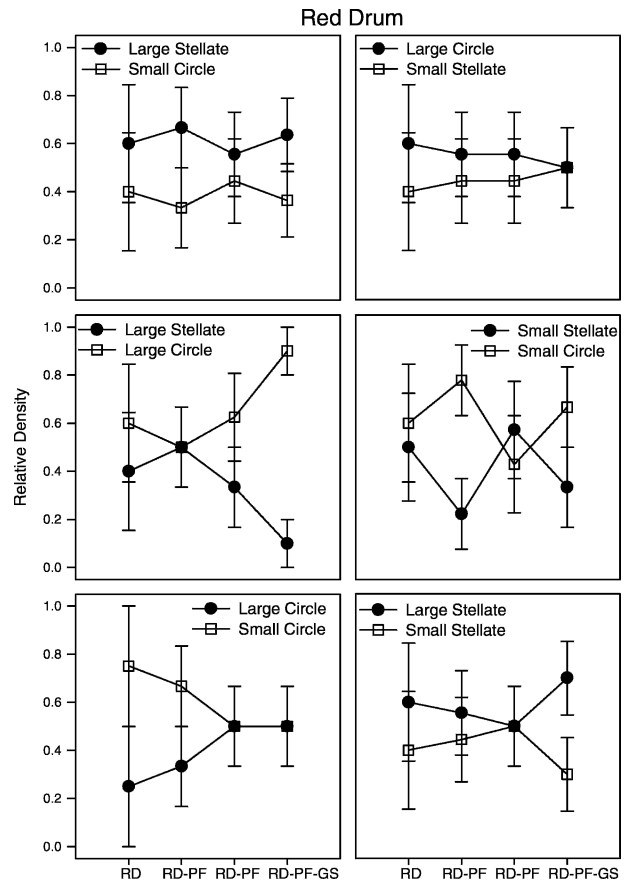 Red Drum
Large Stellate
Small Circle
1.0
0.8
0.6
0.4
0.2
0.0
Large Circle
Small Stellate
Large Stellate
Large Circle
1.0
0.8
0.6
0.4
0.2
0.0
Small Stellate
Small Circle
Relative Density
Large Circle
Small Circle
1.0
0.8
0.6
0.4
0.2
0.0
Large Stellate
Small Stellate
RD RD-PF RD-PF RD-PF-GS
RD RD-PF RD-PF RD-PF-GS